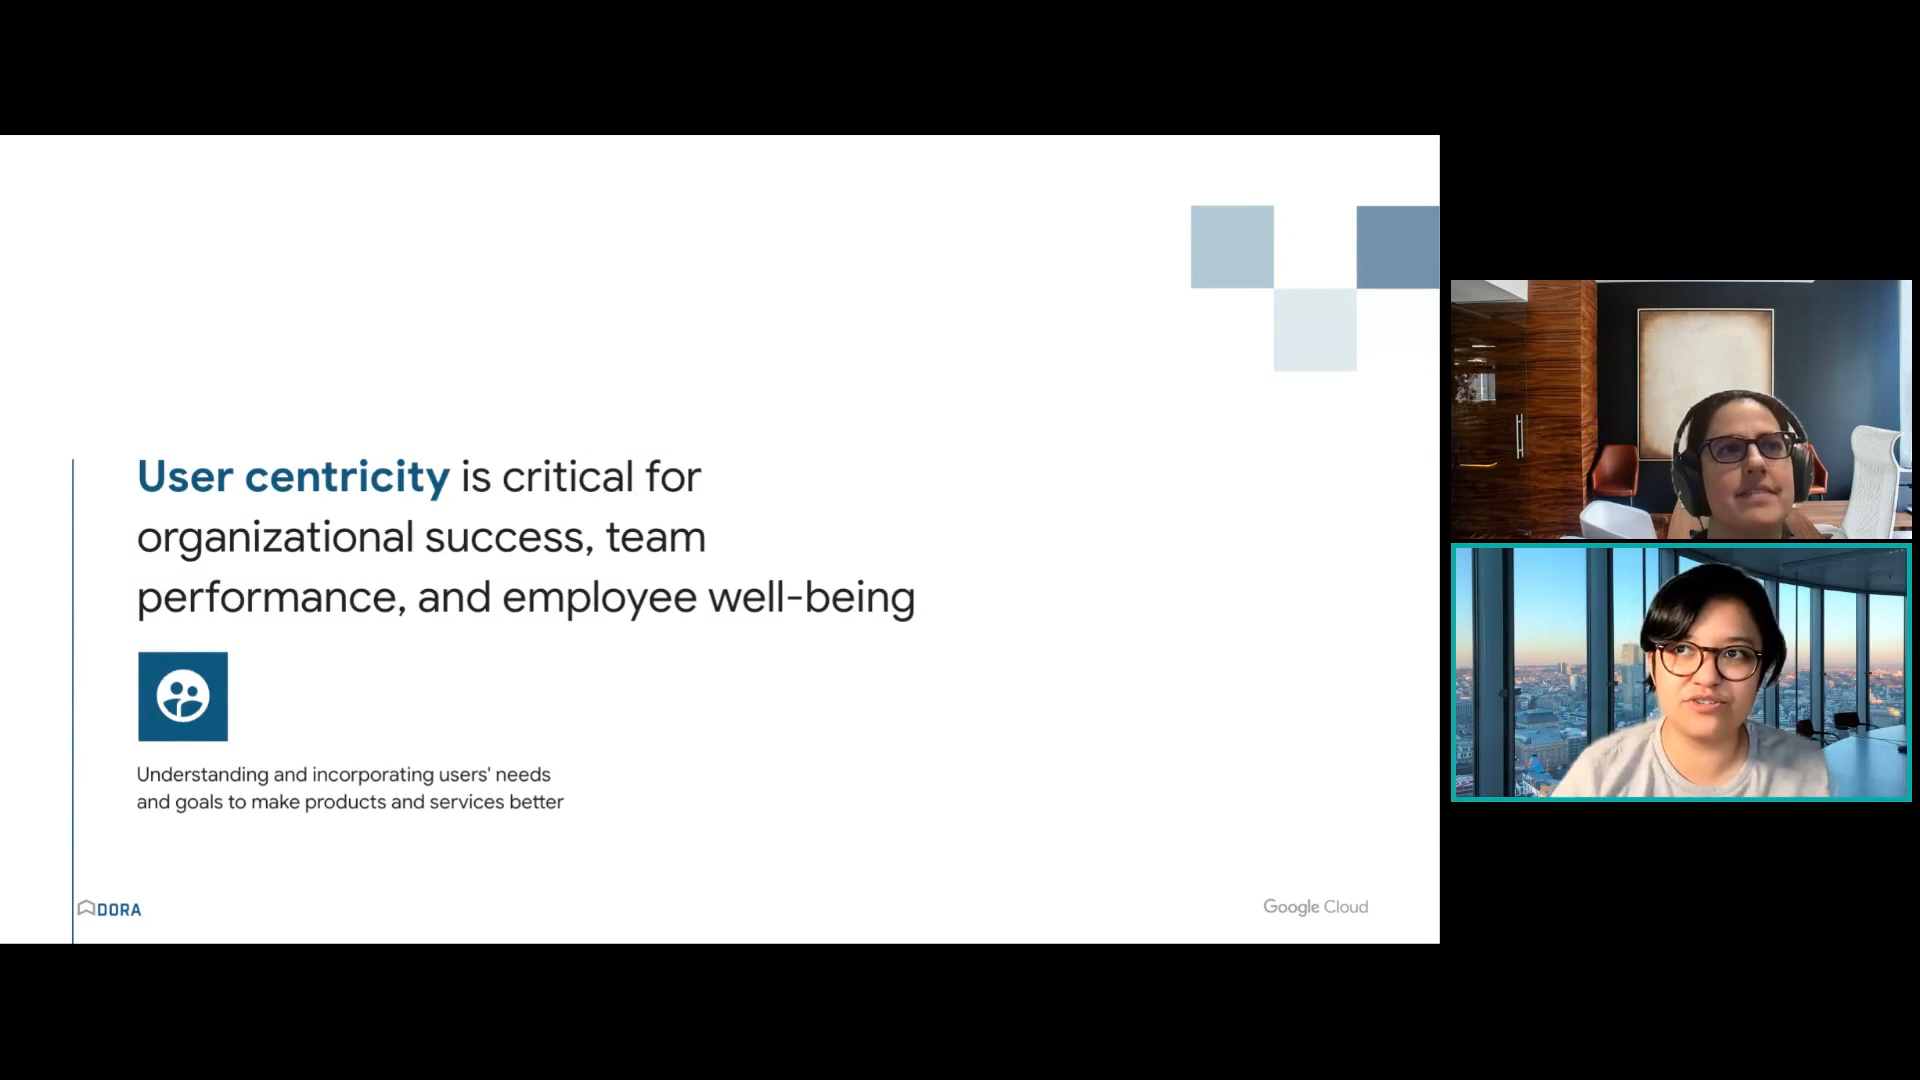 User centricity is critical for
organizational success, team
performance, and employee well-being
Understanding and incorporating users' needs
and goals to make products and services better
DORA
Google Cloud